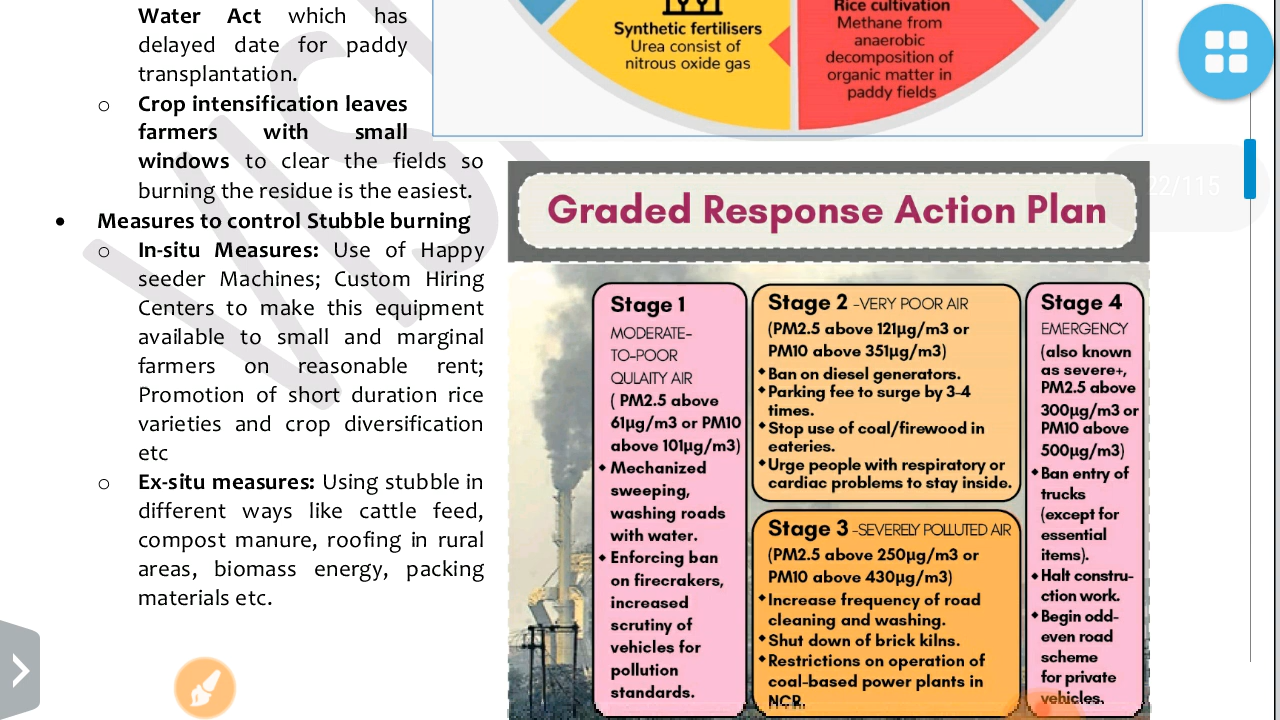 Water Act which has
delayed date for paddy
transplantation.
o Crop intensification leaves
farmers with small
windows to clear the fields so
burning the residue is the easiest.
• Measures to control Stubble burning
o In-situ Measures: Use of Happy
seeder Machines; Custom Hiring
Centers to make this equipment
available to small and marginal
farmers on reasonable rent;
Promotion of short duration rice
varieties and crop diversification
etc
o Ex-situ measures: Using stubble in
different ways like cattle feed,
compost manure, roofing in rural
areas, biomass energy, packing
materials etc.
Synthetic fertilisers
Urea consist of
nitrous oxide gas
Rice cultivation
Methane from
anaerobic
decomposition of
organic matter in
paddy fields
22/115
Graded Response Action Plan
Stage 1
MODERATE-
TO-POOR
QULAITY AIR
( PM2.5 above
61µg/m3 or PM10
above 101µg/m3)
Mechanized
sweeping,
washing roads
with water.
Enforcing ban
on firecrakers,
increased
scrutiny of
vehicles for
pollution
standards.
Stage 2 -VERY POOR AIR
(PM2.5 above 121µg/m3 or
PM10 above 351µg/m3)
Ban on diesel generators.
Parking fee to surge by 3-4
times.
Stop use of coal/firewood in
eateries.
Urge people with respiratory or
cardiac problems to stay inside.
Stage 3 -SEVERELY POLLUTED AIR
(PM2.5 above 250µg/m3 or
PM10 above 430µg/m3)
Increase frequency of road
cleaning and washing.
Shut down of brick kilns.
Restrictions on operation of
coal-based power plants in
NCR.
Stage 4
EMERGENCY
(also known
as severe+,
PM2.5 above
300µg/m3 or
PM10 above
500µg/m3)
Ban entry of
trucks
(except for
essential
items).
Halt constru-
ction work.
Begin odd-
even road
scheme
for private
vehicles.